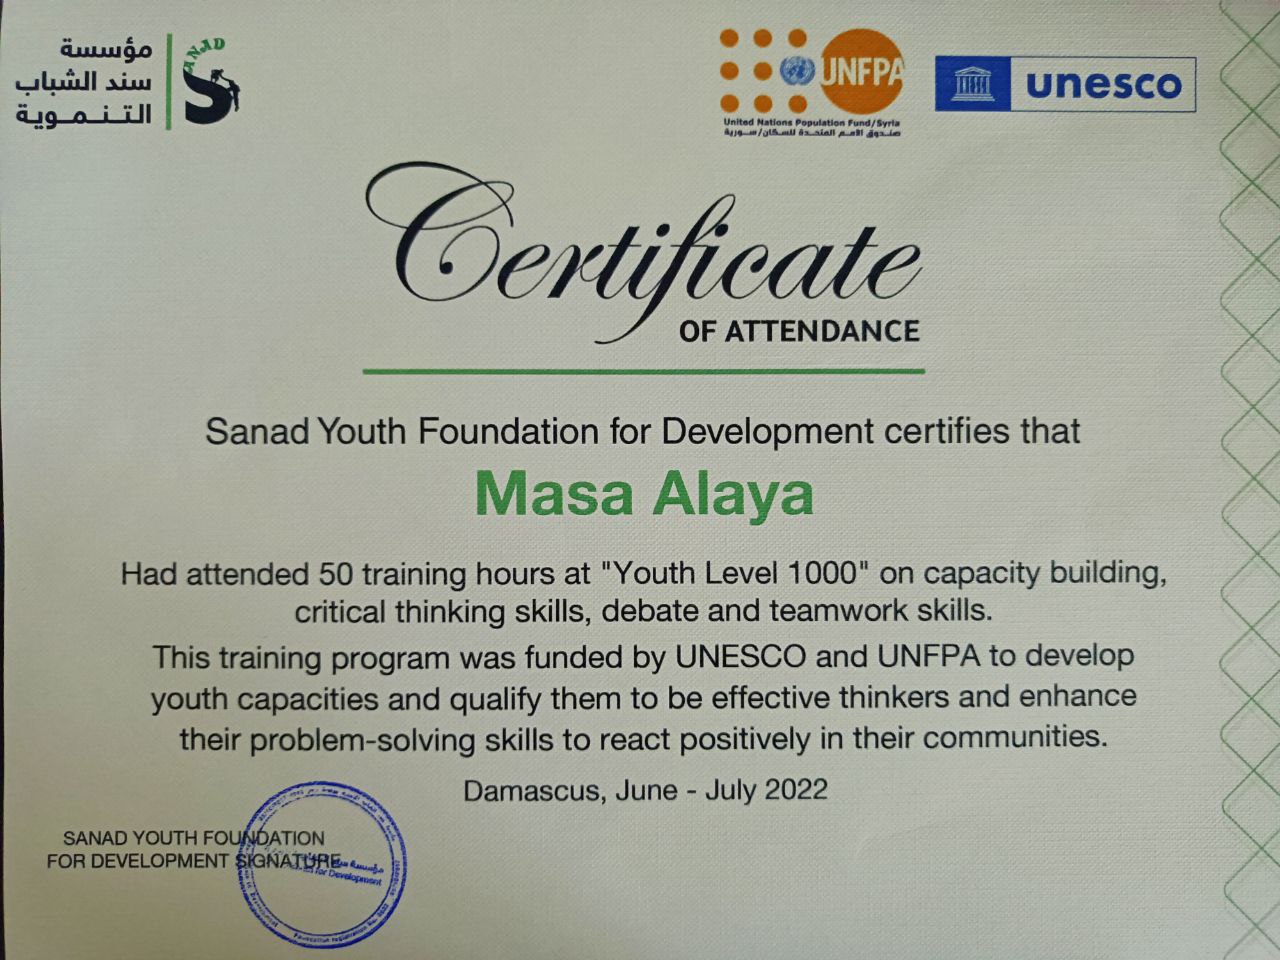 مؤسسة
سند الشباب
التنموية
SANAD
UNFPA
United Nations Population Fund/Syria
صندوق الأمم المتحدة للسكان/سورية
unesco
Certificate
OF ATTENDANCE
Sanad Youth Foundation for Development certifies that
Masa Alaya
Had attended 50 training hours at "Youth Level 1000" on capacity building,
critical thinking skills, debate and teamwork skills.
This training program was funded by UNESCO and UNFPA to develop
youth capacities and qualify them to be effective thinkers and enhance
their problem-solving skills to react positively in their communities.
Damascus, June - July 2022
SANAD YOUTH FOUNDATION
FOR DEVELOPMENT SIGNATURE
for Development